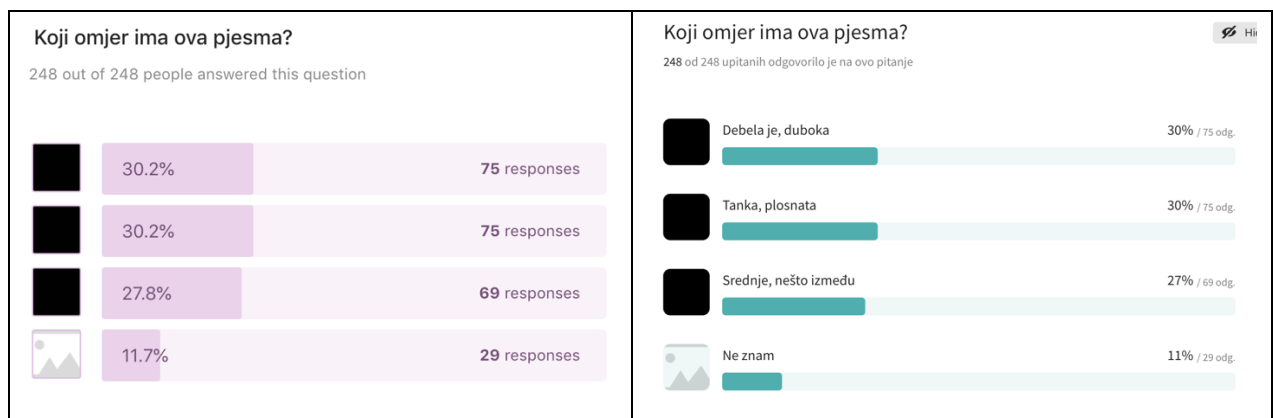 Koji omjer ima ova pjesma?
248 out of 248 people answered this question
30.2% 75 responses
30.2% 75 responses
27.8% 69 responses
11.7% 29 responses
Koji omjer ima ova pjesma?
248 od 248 upitanih odgovorilo je na ovo pitanje
Debela je, duboka 30% / 75 odg.
Tanka, plosnata 30% / 75 odg.
Srednje, nešto između 27% / 69 odg.
Ne znam 11% / 29 odg.